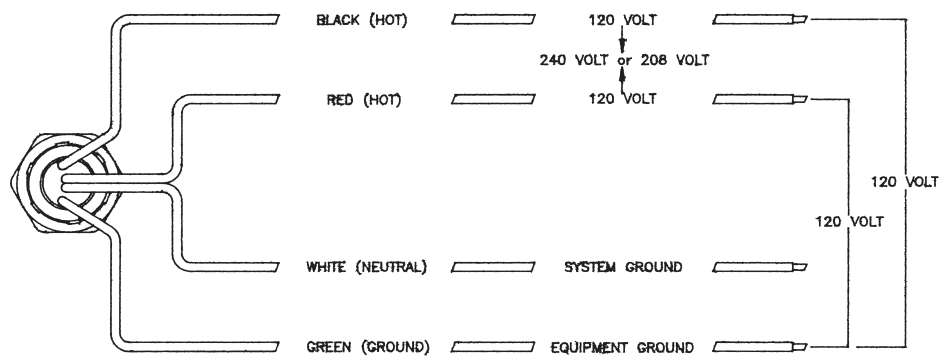 BLACK (HOT) 120 VOLT
240 VOLT or 208 VOLT
RED (HOT) 120 VOLT
120 VOLT
120 VOLT
WHITE (NEUTRAL) SYSTEM GROUND
GREEN (GROUND) EQUIPMENT GROUND